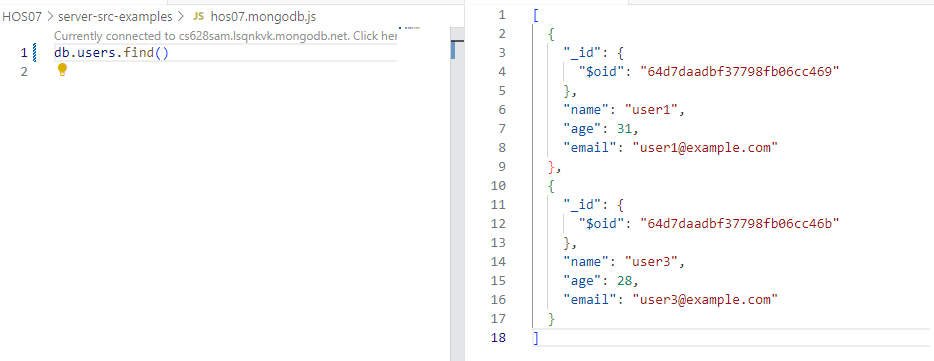 HOS07 > server-src-examples > JS hos07.mongodb.js
Currently connected to cs628sam.lsqnkvk.mongodb.net. Click her
1 db.users.find()
2
1 [
2 {
3 "_id": {
4 "$oid": "64d7daadbf37798fb06cc469"
5 },
6 "name": "user1",
7 "age": 31,
8 "email": "user1@example.com"
9 },
10 {
11 "_id": {
12 "$oid": "64d7daadbf37798fb06cc46b"
13 },
14 "name": "user3",
15 "age": 28,
16 "email": "user3@example.com"
17 }
18 ]